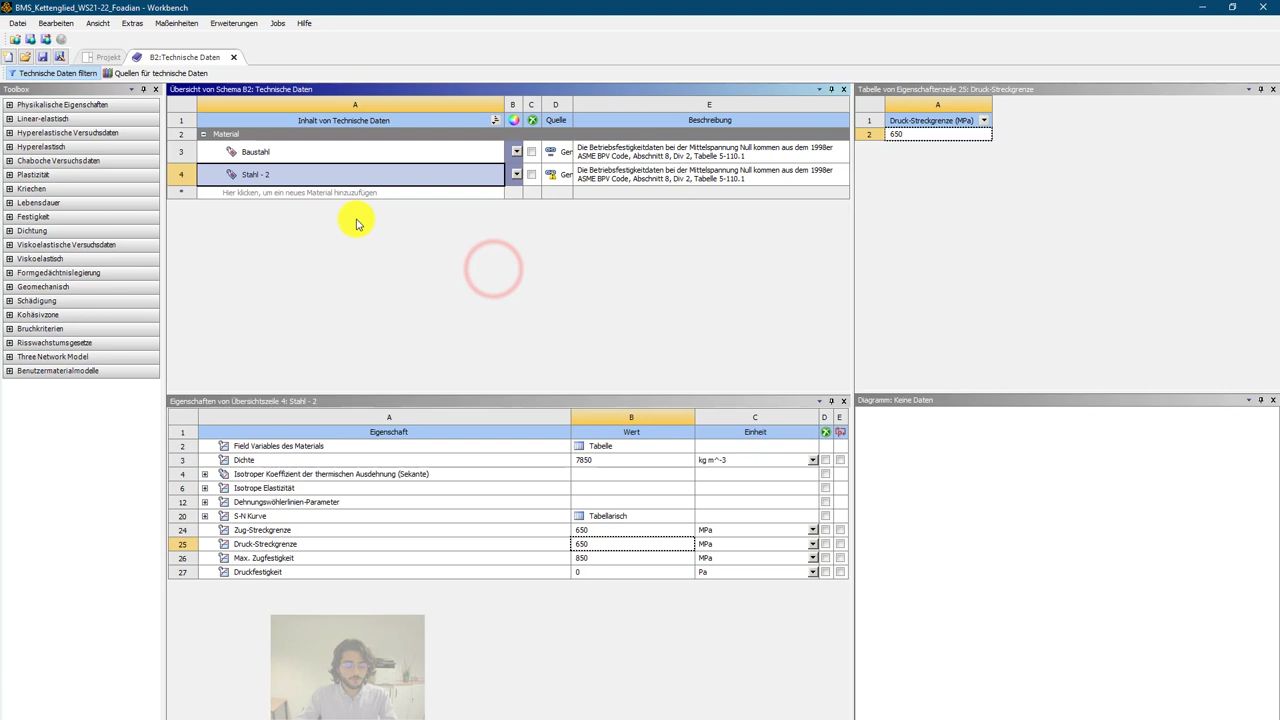 BMS_Kettenglied_WS21-22_Foadian - Workbench
Datei Bearbeiten Ansicht Extras Maßeinheiten Erweiterungen Jobs Hilfe
Projekt B2:Technische Daten
Technische Daten filtern Quellen für technische Daten
Toolbox
Physikalische Eigenschaften
Linear-elastisch
Hyperelastische Versuchsdaten
Hyperelastisch
Chaboche Versuchsdaten
Plastizität
Kriechen
Lebensdauer
Festigkeit
Dichtung
Viskoelastische Versuchsdaten
Viskoelastisch
Formgedächtnislegierung
Geomechanisch
Schädigung
Kohäsivzone
Bruchkriterien
Risswachstumsgesetze
Three Network Model
Benutzermaterialmodelle
Übersicht von Schema B2: Technische Daten
A B C D E
1 Inhalt von Technische Daten Quelle Beschreibung
2 Material
3 Baustahl Ger Die Betriebsfestigkeitdaten bei der Mittelspannung Null kommen aus dem 1998er
ASME BPV Code, Abschnitt 8, Div 2, Tabelle 5-110.1
4 Stahl - 2 Ger Die Betriebsfestigkeitdaten bei der Mittelspannung Null kommen aus dem 1998er
ASME BPV Code, Abschnitt 8, Div 2, Tabelle 5-110.1
* Hier klicken, um ein neues Material hinzuzufügen
Tabelle von Eigenschaftenzeile 25: Druck-Streckgrenze
A
1 Druck-Streckgrenze (MPa)
2 650
Eigenschaften von Übersichtszeile 4: Stahl - 2
A B C D E
1 Eigenschaft Wert Einheit
2 Field Variables des Materials Tabelle
3 Dichte 7850 kg m^-3
4 Isotroper Koeffizient der thermischen Ausdehnung (Sekante)
6 Isotrope Elastizität
12 Dehnungswöhlerlinien-Parameter
20 S-N Kurve Tabellarisch
24 Zug-Streckgrenze 650 MPa
25 Druck-Streckgrenze 650 MPa
26 Max. Zugfestigkeit 850 MPa
27 Druckfestigkeit 0 Pa
Diagramm: Keine Daten